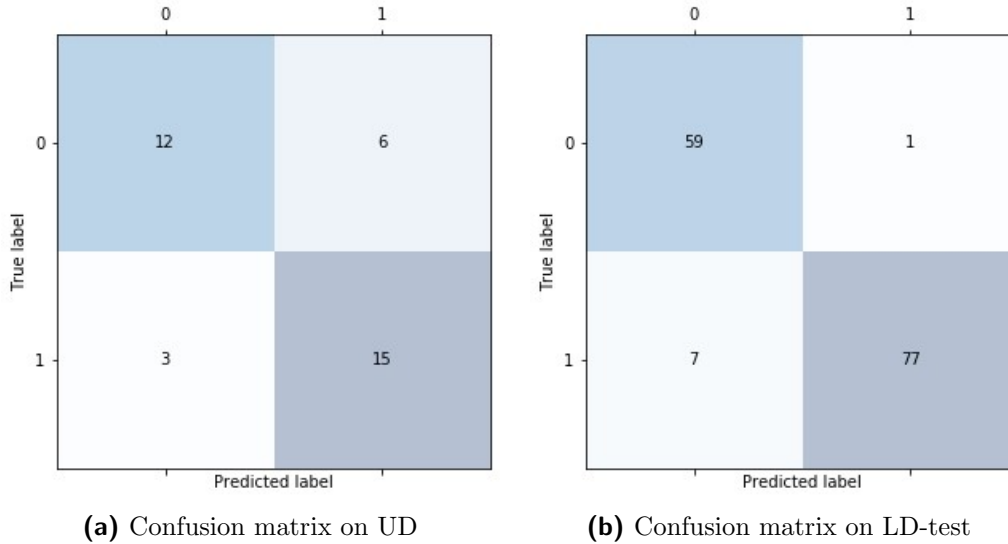 0 1
0 12 6
1 3 15
True label
Predicted label
(a) Confusion matrix on UD
0 1
0 59 1
1 7 77
True label
Predicted label
(b) Confusion matrix on LD-test